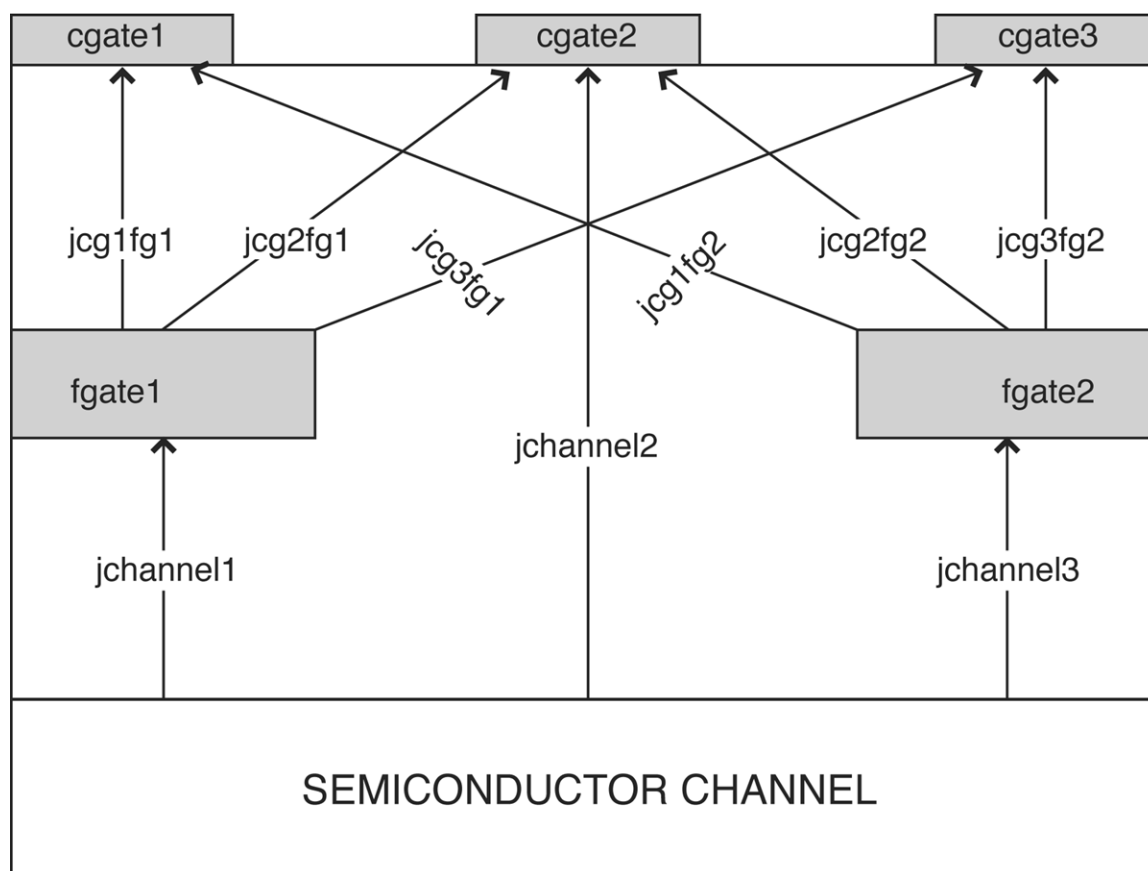 cgate1
cgate2
cgate3
jcg1fg1
jcg2fg1
jcg3fg1
jcg1fg2
jcg2fg2
jcg3fg2
fgate1
fgate2
jchannel2
jchannel1
jchannel3
SEMICONDUCTOR CHANNEL